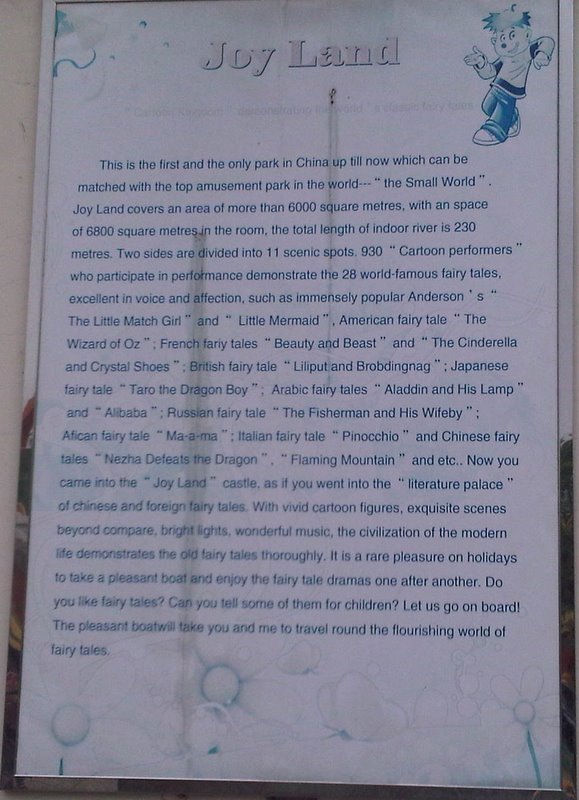 Joy Land
“ Cartoon Kingdom ” demonstrating the world ' s classic fairy tales
This is the first and the only park in China up till now which can be
matched with the top amusement park in the world---“ the Small World ” .
Joy Land covers an area of more than 6000 square metres, with an space
of 6800 square metres in the room, the total length of indoor river is 230
metres. Two sides are divided into 11 scenic spots. 930 “ Cartoon performers ”
who participate in performance demonstrate the 28 world-famous fairy tales,
excellent in voice and affection, such as immensely popular Anderson ' s “
The Little Match Girl ” and “ Little Mermaid ” , American fairy tale “ The
Wizard of Oz ” ; French fariy tales “ Beauty and Beast ” and “ The Cinderella
and Crystal Shoes ” ; British fairy tale “ Liliput and Brobdingnag ” ; Japanese
fairy tale “ Taro the Dragon Boy ” ; Arabic fairy tales “ Aladdin and His Lamp ”
and “ Alibaba ” ; Russian fairy tale “ The Fisherman and His Wifeby ” ;
Afican fairy tale “ Ma-a-ma ” ; Italian fairy tale “ Pinocchio ” and Chinese fairy
tales “ Nezha Defeats the Dragon ” , “ Flaming Mountain ” and etc.. Now you
came into the “ Joy Land ” castle, as if you went into the “ literature palace ”
of chinese and foreign fairy tales. With vivid cartoon figures, exquisite scenes
beyond compare, bright lights, wonderful music, the civilization of the modern
life demonstrates the old fairy tales thoroughly. It is a rare pleasure on holidays
to take a pleasant boat and enjoy the fairy tale dramas one after another. Do
you like fairy tales? Can you tell some of them for children? Let us go on board!
The pleasant boatwill take you and me to travel round the flourishing world of
fairy tales.